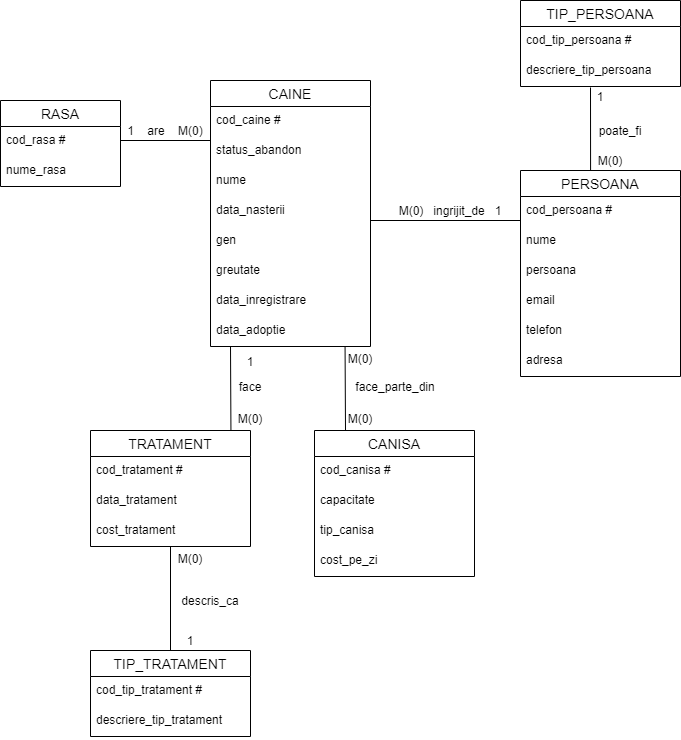 TIP_PERSOANA
cod_tip_persoana #
descriere_tip_persoana
1
poate_fi
M(0)
RASA
cod_rasa #
nume_rasa
1 are M(0)
CAINE
cod_caine #
status_abandon
nume
data_nasterii
gen
greutate
data_inregistrare
data_adoptie
M(0) ingrijit_de 1
PERSOANA
cod_persoana #
nume
persoana
email
telefon
adresa
1
face
M(0)
M(0)
face_parte_din
M(0)
TRATAMENT
cod_tratament #
data_tratament
cost_tratament
CANISA
cod_canisa #
capacitate
tip_canisa
cost_pe_zi
M(0)
descris_ca
1
TIP_TRATAMENT
cod_tip_tratament #
descriere_tip_tratament